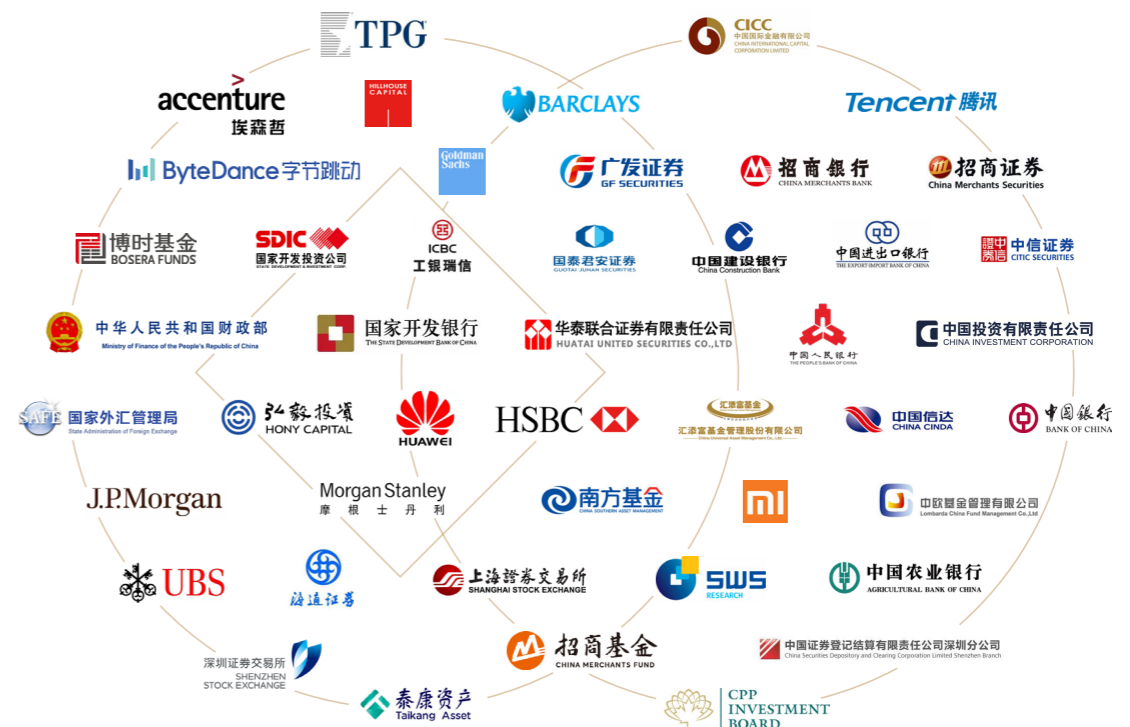 TPG
CICC
中国国际金融有限公司
CHINA INTERNATIONAL CAPITAL
CORPORATION LIMITED
accenture
埃森哲
HILLHOUSE
CAPITAL
BARCLAYS
Tencent 腾讯
ByteDance 字节跳动
Goldman
Sachs
广发证券
GF SECURITIES
招商银行
CHINA MERCHANTS BANK
招商证券
China Merchants Securities
博时基金
BOSERA FUNDS
SDIC
国家开发投资公司
STATE DEVELOPMENT & INVESTMENT CORP.
ICBC
工银瑞信
国泰君安证券
GUOTAI JUNAN SECURITIES
中国建设银行
China Construction Bank
中国进出口银行
THE EXPORT-IMPORT BANK OF CHINA
證中券信
中信证券
CITIC SECURITIES
中华人民共和国财政部
Ministry of Finance of the People's Republic of China
国家开发银行
THE STATE DEVELOPMENT BANK OF CHINA
华泰联合证券有限责任公司
HUATAI UNITED SECURITIES CO.,LTD
中国人民银行
THE PEOPLE'S BANK OF CHINA
中国投资有限责任公司
CHINA INVESTMENT CORPORATION
SAFE
国家外汇管理局
State Administration of Foreign Exchange
弘毅投資
HONY CAPITAL
HUAWEI
HSBC
汇添富基金
汇添富基金管理股份有限公司
China Universal Asset Management Co., Ltd.
中国信达
CHINA CINDA
中国银行
BANK OF CHINA
J.P.Morgan
Morgan Stanley
摩根士丹利
南方基金
CHINA SOUTHERN ASSET MANAGEMENT
mi
中欧基金管理有限公司
Lombarda China Fund Management Co.,Ltd
UBS
海通证券
上海證券交易所
SHANGHAI STOCK EXCHANGE
SWS
RESEARCH
中国农业银行
AGRICULTURAL BANK OF CHINA
深圳证券交易所
SHENZHEN
STOCK EXCHANGE
招商基金
CHINA MERCHANTS FUND
中国证券登记结算有限责任公司深圳分公司
China Securities Depository and Clearing Corporation Limited Shenzhen Branch
泰康资产
Taikang Asset
CPP
INVESTMENT
BOARD